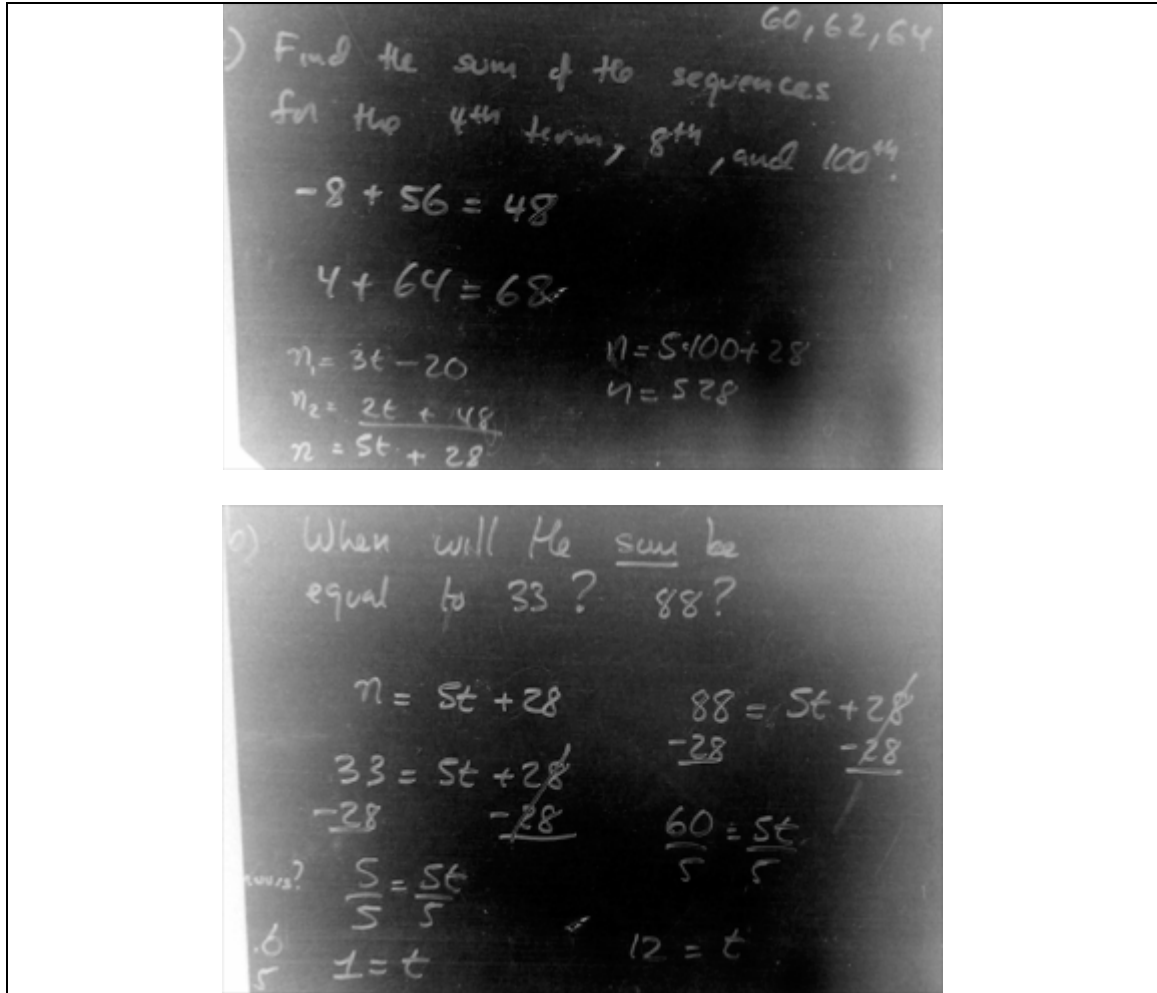 60, 62, 64
) Find the sum of the sequences
for the 4th term, 8th, and 100th.
-8 + 56 = 48
4 + 64 = 68
n₁ = 3t - 20
n₂ = 2t + 48
n = 5t + 28
n = 5·100 + 28
n = 528
b) When will the sum be
equal to 33? 88?
n = 5t + 28
33 = 5t + 28
-28 -28
5/5 = 5t/5
1 = t
88 = 5t + 28
-28 -28
60/5 = 5t/5
12 = t
.6
5